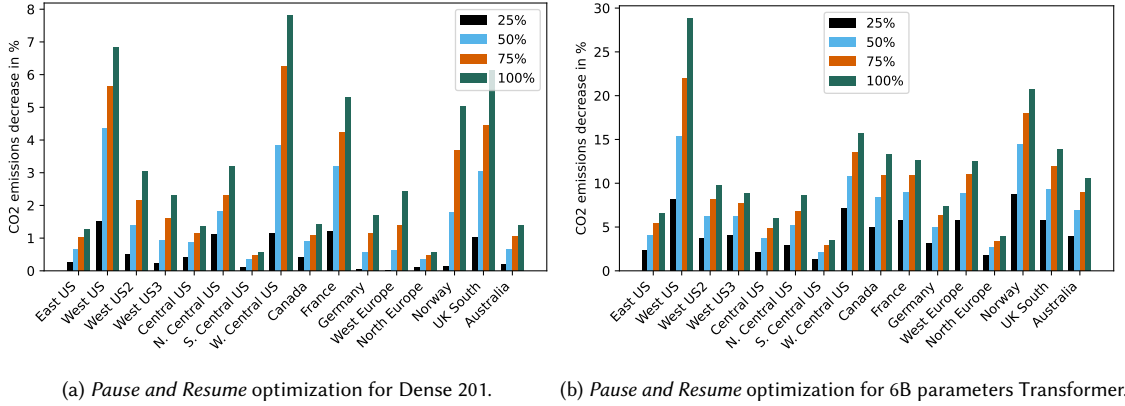 8
7
6
5
4
3
2
1
0
CO2 emissions decrease in %
25%
50%
75%
100%
East US
West US
West US2
West US3
Central US
N. Central US
S. Central US
W. Central US
Canada
France
Germany
West Europe
North Europe
Norway
UK South
Australia
(a) Pause and Resume optimization for Dense 201.
30
25
20
15
10
5
0
CO2 emissions decrease in %
25%
50%
75%
100%
East US
West US
West US2
West US3
Central US
N. Central US
S. Central US
W. Central US
Canada
France
Germany
West Europe
North Europe
Norway
UK South
Australia
(b) Pause and Resume optimization for 6B parameters Transformer.